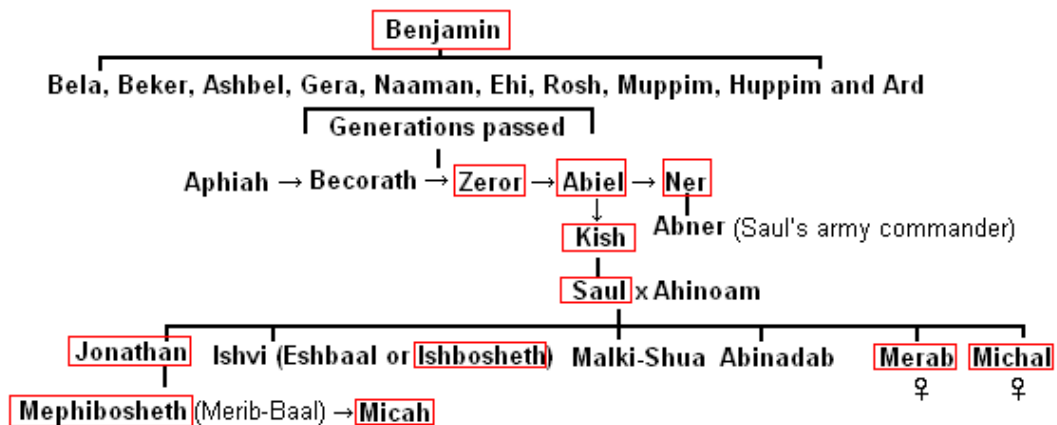 Benjamin
Bela, Beker, Ashbel, Gera, Naaman, Ehi, Rosh, Muppim, Huppim and Ard
Generations passed
Aphiah → Becorath → Zeror → Abiel → Ner
↓
Kish Abner (Saul's army commander)
Saul x Ahinoam
Jonathan Ishvi (Eshbaal or Ishbosheth) Malki-Shua Abinadab Merab Michal
♀ ♀
Mephibosheth (Merib-Baal) → Micah